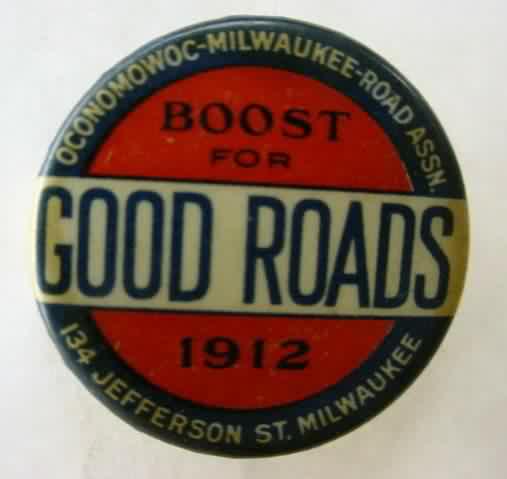 OCONOMOWOC-MILWAUKEE-ROAD ASSN.
BOOST
FOR
GOOD ROADS
1912
134 JEFFERSON ST. MILWAUKEE